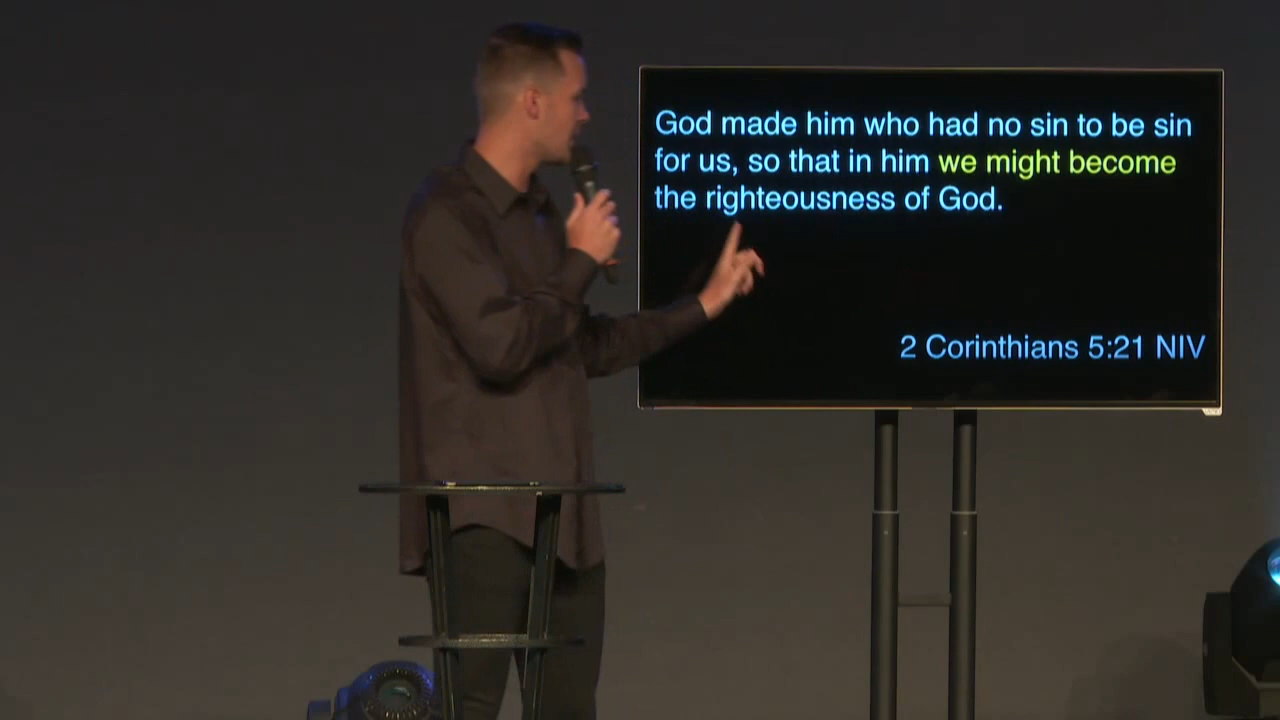 God made him who had no sin to be sin
for us, so that in him we might become
the righteousness of God.
2 Corinthians 5:21 NIV